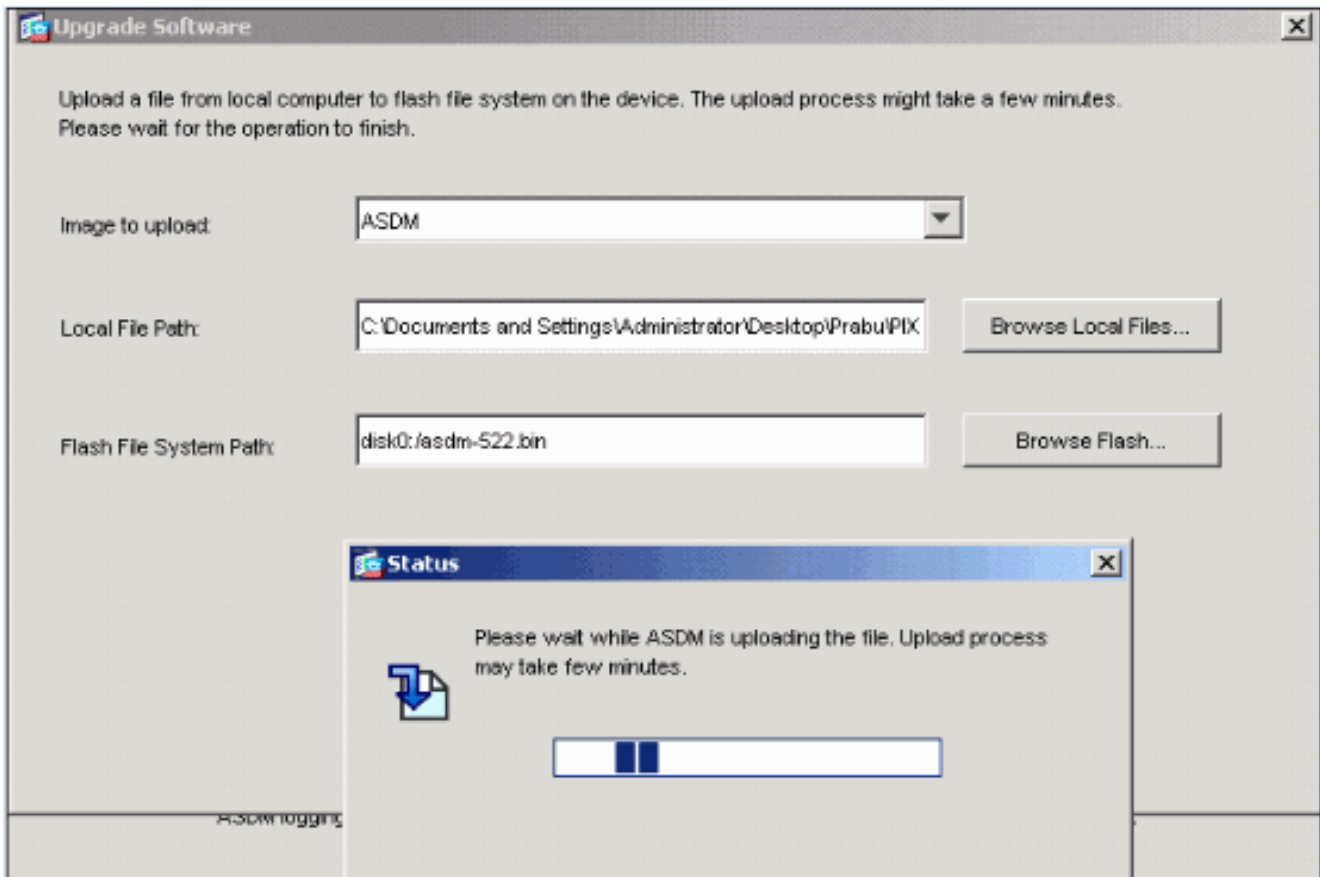 Upgrade Software
Upload a file from local computer to flash file system on the device. The upload process might take a few minutes.
Please wait for the operation to finish.
Image to upload:
ASDM
Local File Path:
C:\Documents and Settings\Administrator\Desktop\Prabu\PIX
Browse Local Files...
Flash File System Path:
disk0:/asdm-522.bin
Browse Flash...
Status
Please wait while ASDM is uploading the file. Upload process
may take few minutes.
ASDM logging